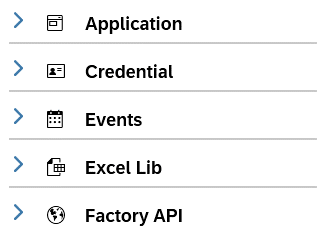 Application
Credential
Events
Excel Lib
Factory API